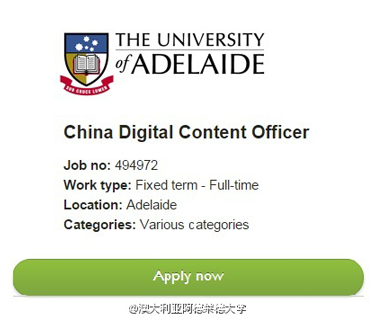 THE UNIVERSITY
of ADELAIDE
SUB CRUCE LUMEN
China Digital Content Officer
Job no: 494972
Work type: Fixed term - Full-time
Location: Adelaide
Categories: Various categories
Apply now
@澳大利亚阿德莱德大学